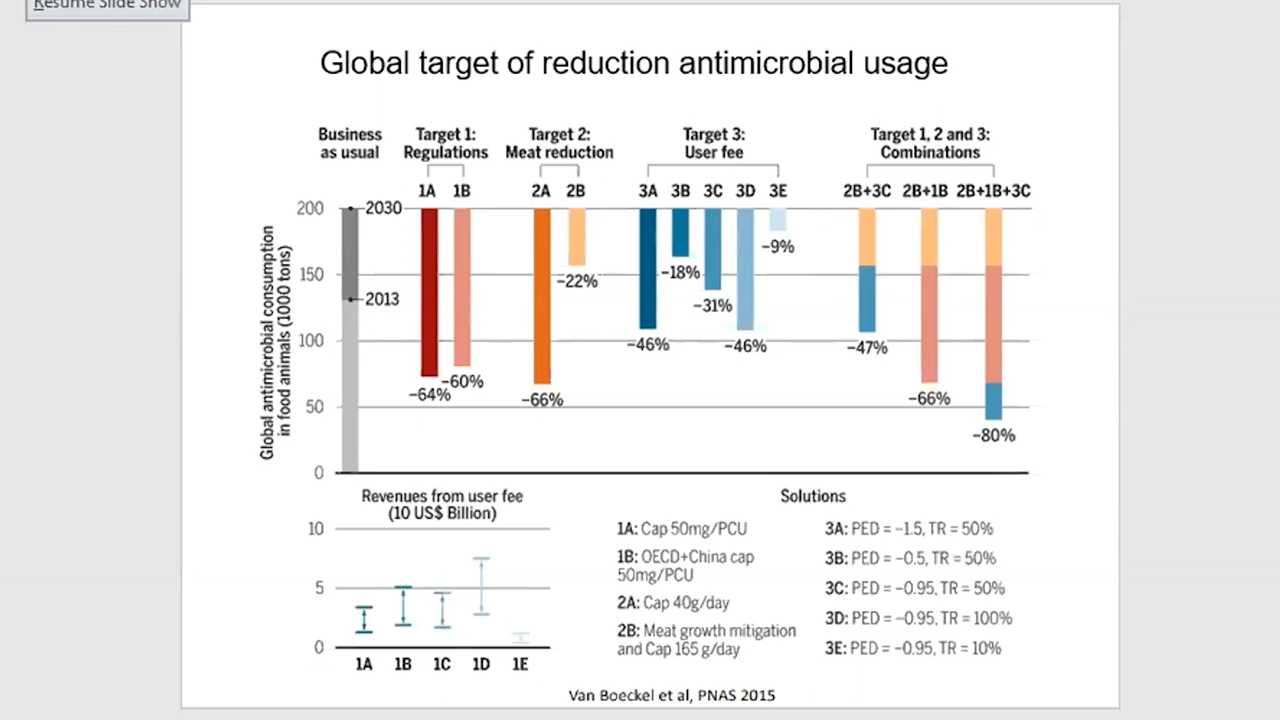 Resume Slide Show
Global target of reduction antimicrobial usage
Business
as usual
Target 1:
Regulations
Target 2:
Meat reduction
Target 3:
User fee
Target 1, 2 and 3:
Combinations
1A 1B 2A 2B 3A 3B 3C 3D 3E 2B+3C 2B+1B 2B+1B+3C
Global antimicrobial consumption
in food animals (1000 tons)
200
150
100
50
0
2030
2013
−64%
−60%
−66%
−22%
−46%
−18%
−31%
−46%
−9%
−47%
−66%
−80%
Revenues from user fee
(10 US$ Billion)
10
5
0
1A 1B 1C 1D 1E
Solutions
1A: Cap 50mg/PCU
1B: OECD+China cap
50mg/PCU
2A: Cap 40g/day
2B: Meat growth mitigation
and Cap 165 g/day
3A: PED = −1.5, TR = 50%
3B: PED = −0.5, TR = 50%
3C: PED = −0.95, TR = 50%
3D: PED = −0.95, TR = 100%
3E: PED = −0.95, TR = 10%
Van Boeckel et al, PNAS 2015